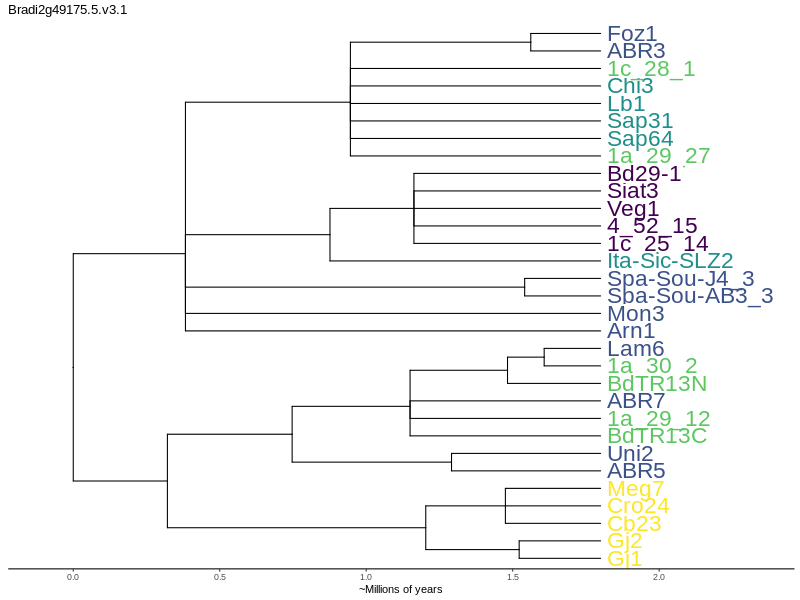 Bradi2g49175.5.v3.1
Foz1
ABR3
1c_28_1
Chi3
Lb1
Sap31
Sap64
1a_29_27
Bd29-1
Siat3
Veg1
4_52_15
1c_25_14
Ita-Sic-SLZ2
Spa-Sou-J4_3
Spa-Sou-AB3_3
Mon3
Arn1
Lam6
1a_30_2
BdTR13N
ABR7
1a_29_12
BdTR13C
Uni2
ABR5
Meg7
Cro24
Cb23
Gj2
Gj1
0.0 0.5 1.0 1.5 2.0
~Millions of years